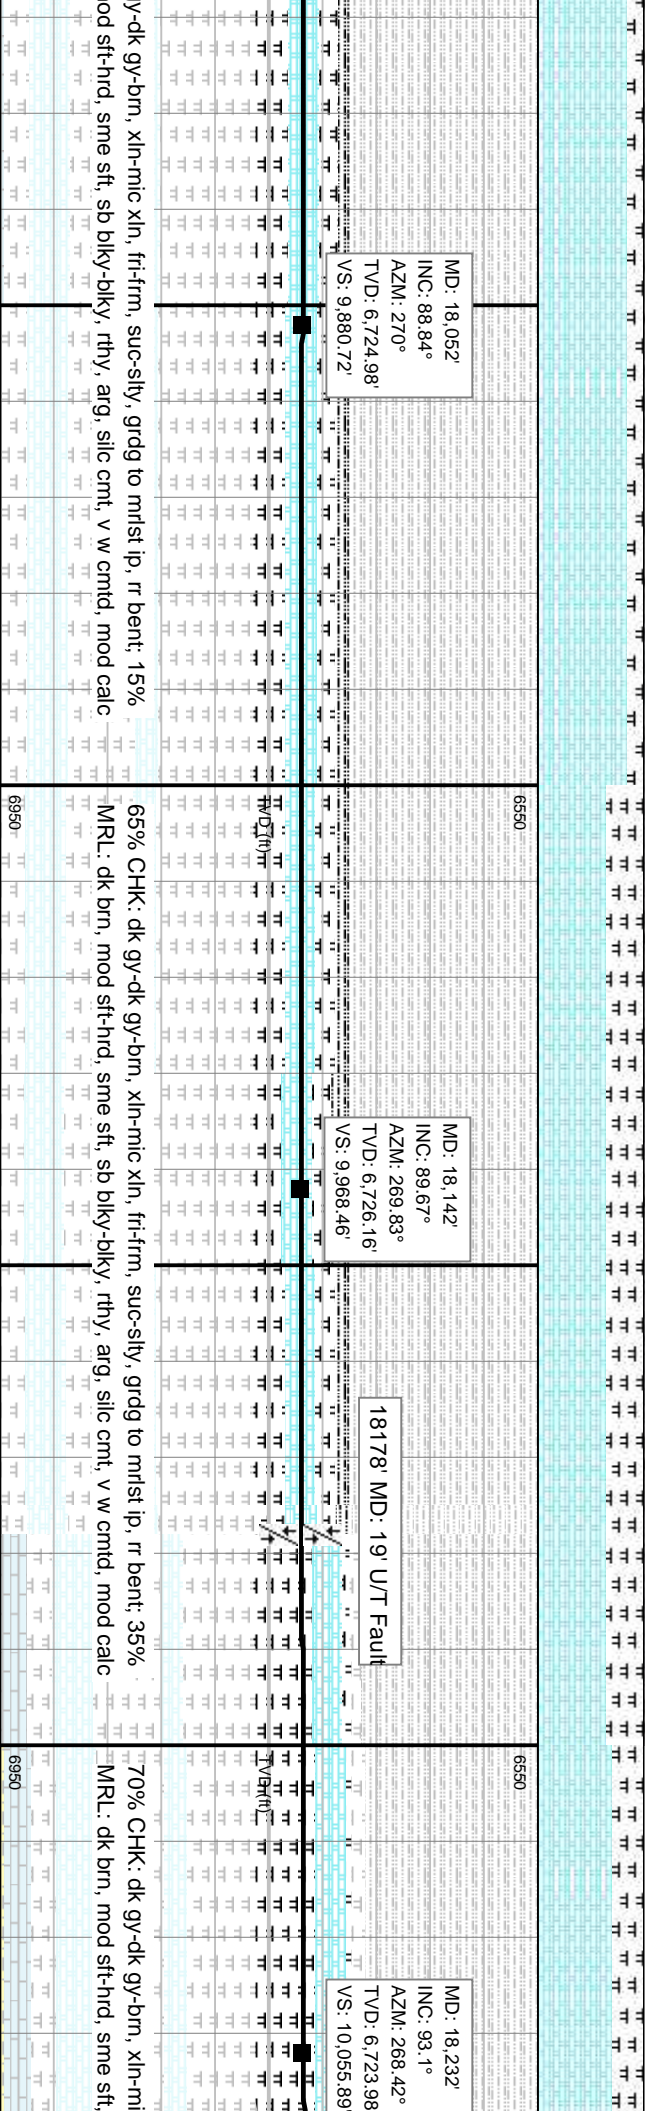 MD: 18,052'
INC: 88.84°
AZM: 270°
TVD: 6,724.98'
VS: 9,880.72'
gy-dk gy-brn, xln-mic xln, fri-frm, suc-slty, grdg to mrlst ip, rr bent; 15%
mod sft-hrd, sme sft, sb blky-blky, rthy, arg, silc cmt, v w cmtd, mod calc
6550
TVD (ft)
6950
MD: 18,142'
INC: 89.67°
AZM: 269.83°
TVD: 6,726.16'
VS: 9,968.46'
18178' MD: 19' U/T Fault
65% CHK: dk gy-dk gy-brn, xln-mic xln, fri-frm, suc-slty, grdg to mrlst ip, rr bent; 35%
MRL: dk brn, mod sft-hrd, sme sft, sb blky-blky, rthy, arg, silc cmt, v w cmtd, mod calc
6550
TVD (ft)
6950
MD: 18,232'
INC: 93.1°
AZM: 268.42°
TVD: 6,723.98'
VS: 10,055.89'
70% CHK: dk gy-dk gy-brn, xln-mi
MRL: dk brn, mod sft-hrd, sme sft,